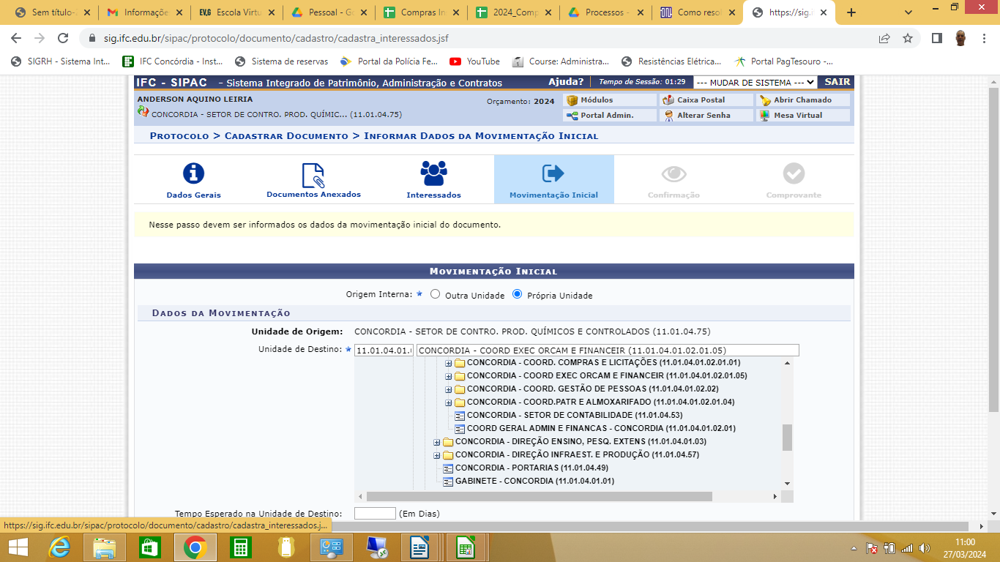 Sem título-
Informaçõe
EV.G Escola Virtu
Pessoal - Go
Compras In
2024_Comp
Processos -
Como reso
https://sig.i
sig.ifc.edu.br/sipac/protocolo/documento/cadastro/cadastra_interessados.jsf
SIGRH - Sistema Int...
IFC Concórdia - Inst...
Sistema de reservas
Portal da Polícia Fe...
YouTube
Course: Administra...
Resistências Elétrica...
Portal PagTesouro -...
IFC - SIPAC - Sistema Integrado de Patrimônio, Administração e Contratos
Ajuda?
Tempo de Sessão: 01:29
--- MUDAR DE SISTEMA ---
SAIR
ANDERSON AQUINO LEIRIA
Orçamento: 2024
Módulos
Caixa Postal
Abrir Chamado
CONCORDIA - SETOR DE CONTRO. PROD. QUÍMIC... (11.01.04.75)
Portal Admin.
Alterar Senha
Mesa Virtual
Protocolo > Cadastrar Documento > Informar Dados da Movimentação Inicial
Dados Gerais
Documentos Anexados
Interessados
Movimentação Inicial
Confirmação
Comprovante
Nesse passo devem ser informados os dados da movimentação inicial do documento.
Movimentação Inicial
Origem Interna: Outra Unidade Própria Unidade
Dados da Movimentação
Unidade de Origem: CONCORDIA - SETOR DE CONTRO. PROD. QUÍMICOS E CONTROLADOS (11.01.04.75)
Unidade de Destino: 11.01.04.01.0 CONCORDIA - COORD EXEC ORCAM E FINANCEIR (11.01.04.01.02.01.05)
CONCORDIA - COORD. COMPRAS E LICITAÇÕES (11.01.04.01.02.01.01)
CONCORDIA - COORD EXEC ORCAM E FINANCEIR (11.01.04.01.02.01.05)
CONCORDIA - COORD. GESTÃO DE PESSOAS (11.01.04.01.02.02)
CONCORDIA - COORD.PATR E ALMOXARIFADO (11.01.04.01.02.01.04)
CONCORDIA - SETOR DE CONTABILIDADE (11.01.04.53)
COORD GERAL ADMIN E FINANCAS - CONCORDIA (11.01.04.01.02.01)
CONCORDIA - DIREÇÃO ENSINO, PESQ. EXTENS (11.01.04.01.03)
CONCORDIA - DIREÇÃO INFRAEST. E PRODUÇÃO (11.01.04.57)
CONCORDIA - PORTARIAS (11.01.04.49)
GABINETE - CONCORDIA (11.01.04.01.01)
Tempo Esperado na Unidade de Destino: (Em Dias)
https://sig.ifc.edu.br/sipac/protocolo/documento/cadastro/cadastra_interessados.j...
11:00
27/03/2024